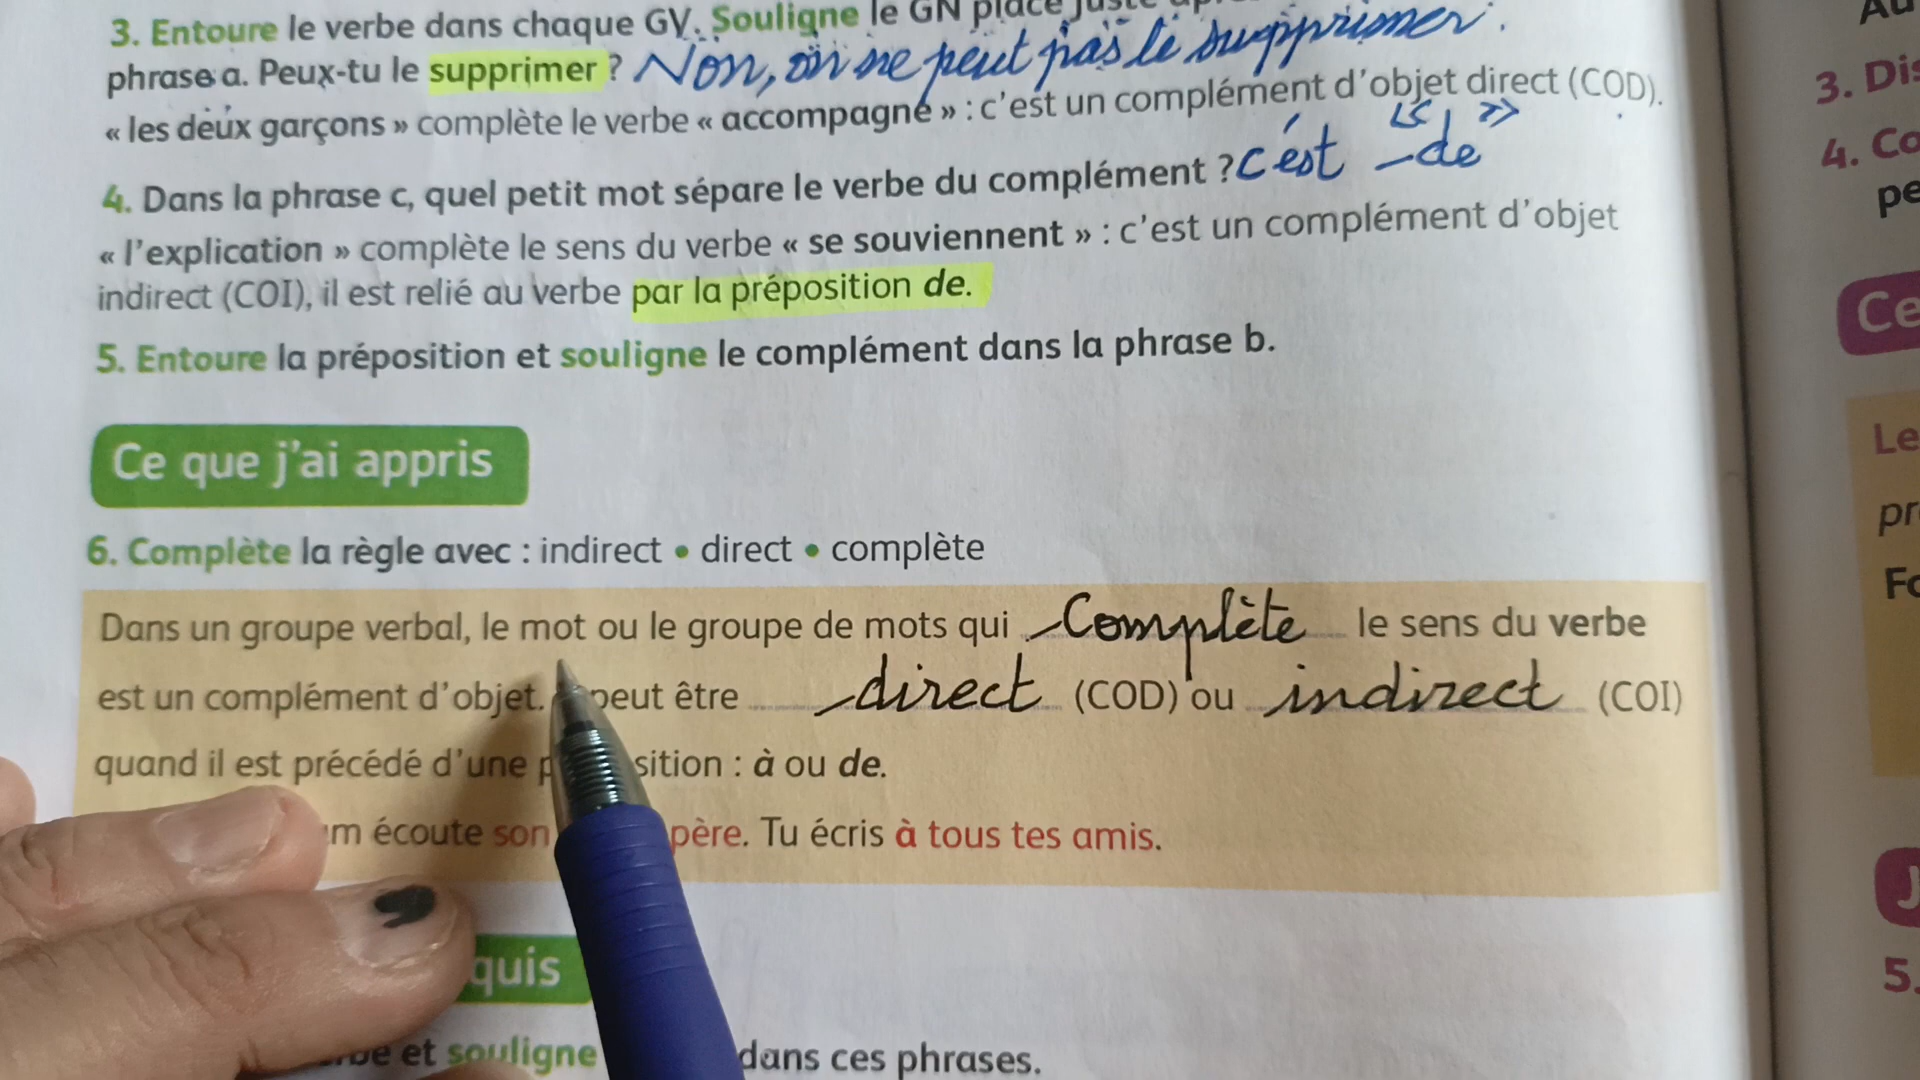 3. Entoure le verbe dans chaque GV. Souligne le GN placé juste
phrase a. Peux-tu le supprimer ? Non, on ne peut pas le supprimer.
« les deux garçons » complète le verbe « accompagne » : c'est un complément d'objet direct (COD).
4. Dans la phrase c, quel petit mot sépare le verbe du complément ? c'est « de »
« l'explication » complète le sens du verbe « se souviennent » : c'est un complément d'objet
indirect (COI), il est relié au verbe par la préposition de.
5. Entoure la préposition et souligne le complément dans la phrase b.
Ce que j'ai appris
6. Complète la règle avec : indirect • direct • complète
Dans un groupe verbal, le mot ou le groupe de mots qui Complète le sens du verbe
est un complément d'objet. peut être direct (COD) ou indirect (COI)
quand il est précédé d'une sition : à ou de.
écoute son père. Tu écris à tous tes amis.
quis
et souligne dans ces phrases.
Au
3. Dis
4. Co
pe
Ce
Le
pr
Fo
J
5.